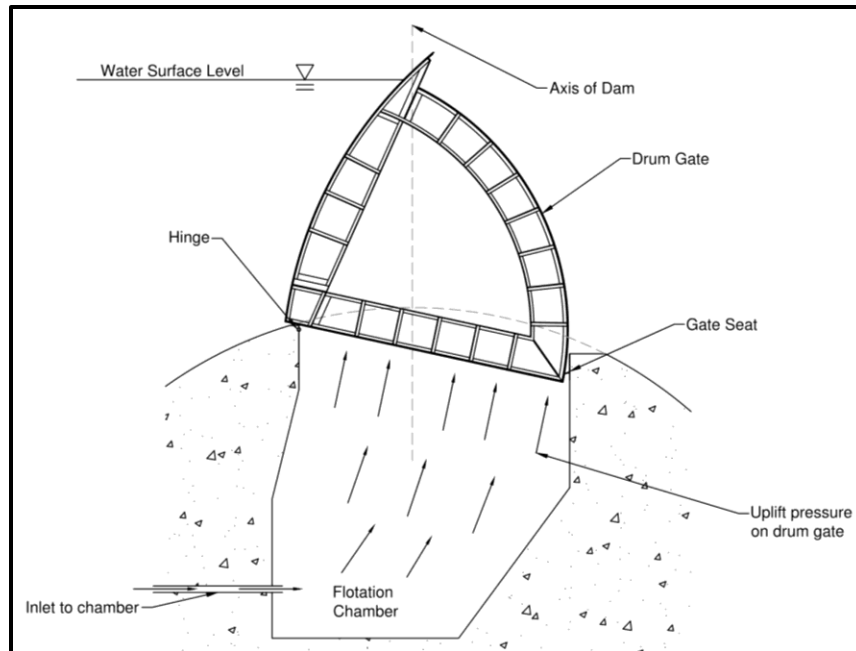 Water Surface Level
Axis of Dam
Drum Gate
Hinge
Gate Seat
Uplift pressure
on drum gate
Inlet to chamber
Flotation
Chamber